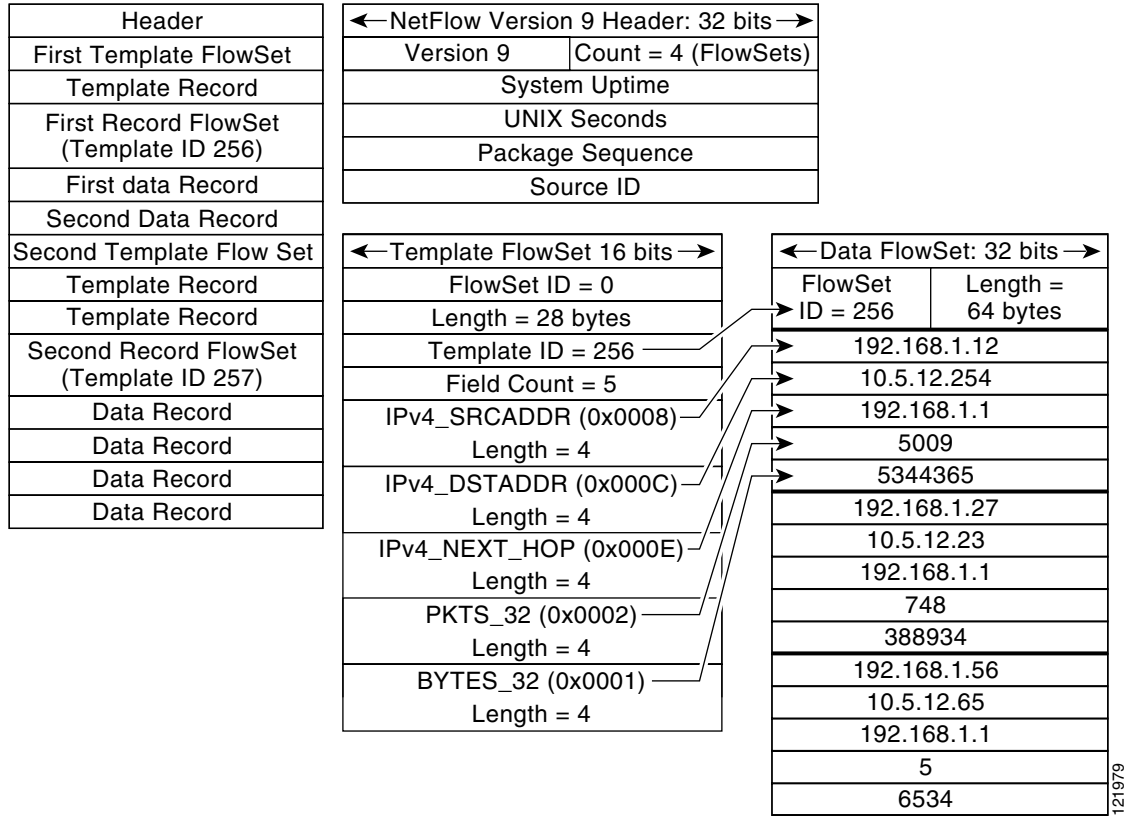 Header
First Template FlowSet
Template Record
First Record FlowSet
(Template ID 256)
First data Record
Second Data Record
Second Template Flow Set
Template Record
Template Record
Second Record FlowSet
(Template ID 257)
Data Record
Data Record
Data Record
Data Record
NetFlow Version 9 Header: 32 bits
Version 9
Count = 4 (FlowSets)
System Uptime
UNIX Seconds
Package Sequence
Source ID
Template FlowSet 16 bits
FlowSet ID = 0
Length = 28 bytes
Template ID = 256
Field Count = 5
IPv4_SRCADDR (0x0008)
Length = 4
IPv4_DSTADDR (0x000C)
Length = 4
IPv4_NEXT_HOP (0x000E)
Length = 4
PKTS_32 (0x0002)
Length = 4
BYTES_32 (0x0001)
Length = 4
Data FlowSet: 32 bits
FlowSet
ID = 256
Length =
64 bytes
192.168.1.12
10.5.12.254
192.168.1.1
5009
5344365
192.168.1.27
10.5.12.23
192.168.1.1
748
388934
192.168.1.56
10.5.12.65
192.168.1.1
5
6534
121979